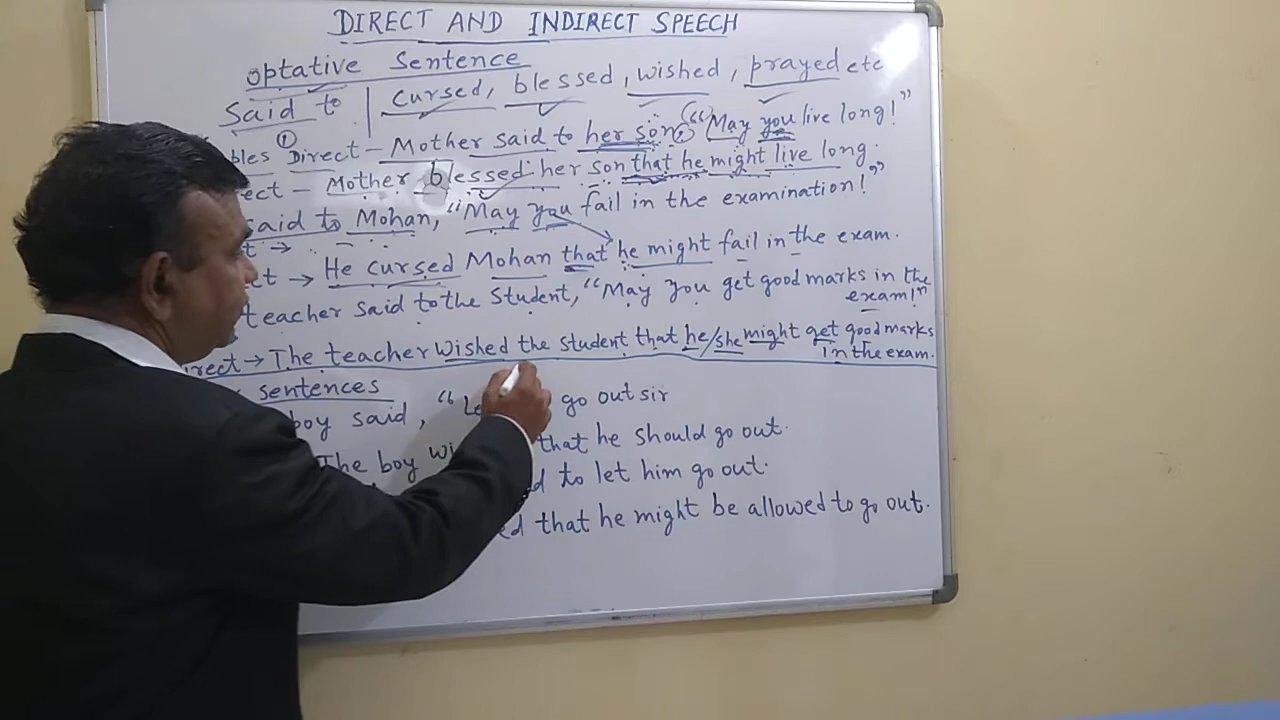 DIRECT AND INDIRECT SPEECH
optative sentence
Said to | cursed, blessed, wished, prayed etc
① Direct - Mother said to her son, "May you live long!"
- Mother blessed her son that he might live long.
said to Mohan, "May you fail in the examination!"
→ He cursed Mohan that he might fail in the exam.
teacher said to the student, "May you get good marks in the
exam!"
→ The teacher wished the student that he/she might get good marks
in the exam.
sentences
boy said, " go out sir
The boy that he should go out.
to let him go out.
that he might be allowed to go out.